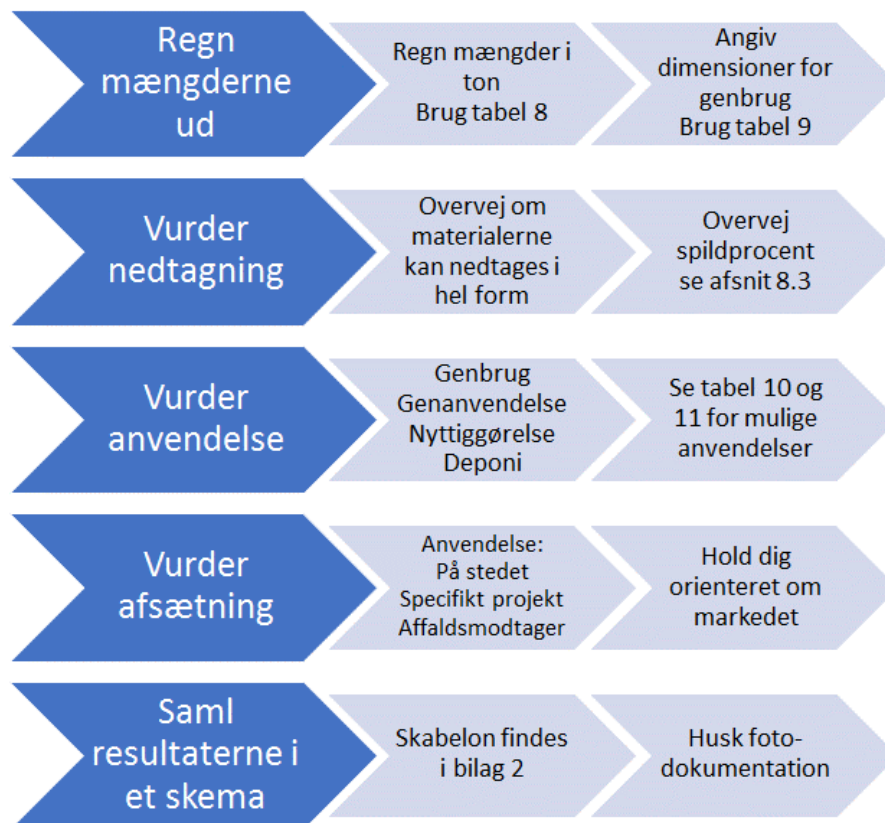 Regn
mængderne
ud
Regn mængder i
ton
Brug tabel 8
Angiv
dimensioner for
genbrug
Brug tabel 9
Vurder
nedtagning
Overvej om
materialerne
kan nedtages i
hel form
Overvej
spildprocent
se afsnit 8.3
Vurder
anvendelse
Genbrug
Genanvendelse
Nyttiggørelse
Deponi
Se tabel 10 og
11 for mulige
anvendelser
Vurder
afsætning
Anvendelse:
På stedet
Specifikt projekt
Affaldsmodtager
Hold dig
orienteret om
markedet
Saml
resultaterne i
et skema
Skabelon findes
i bilag 2
Husk foto-
dokumentation